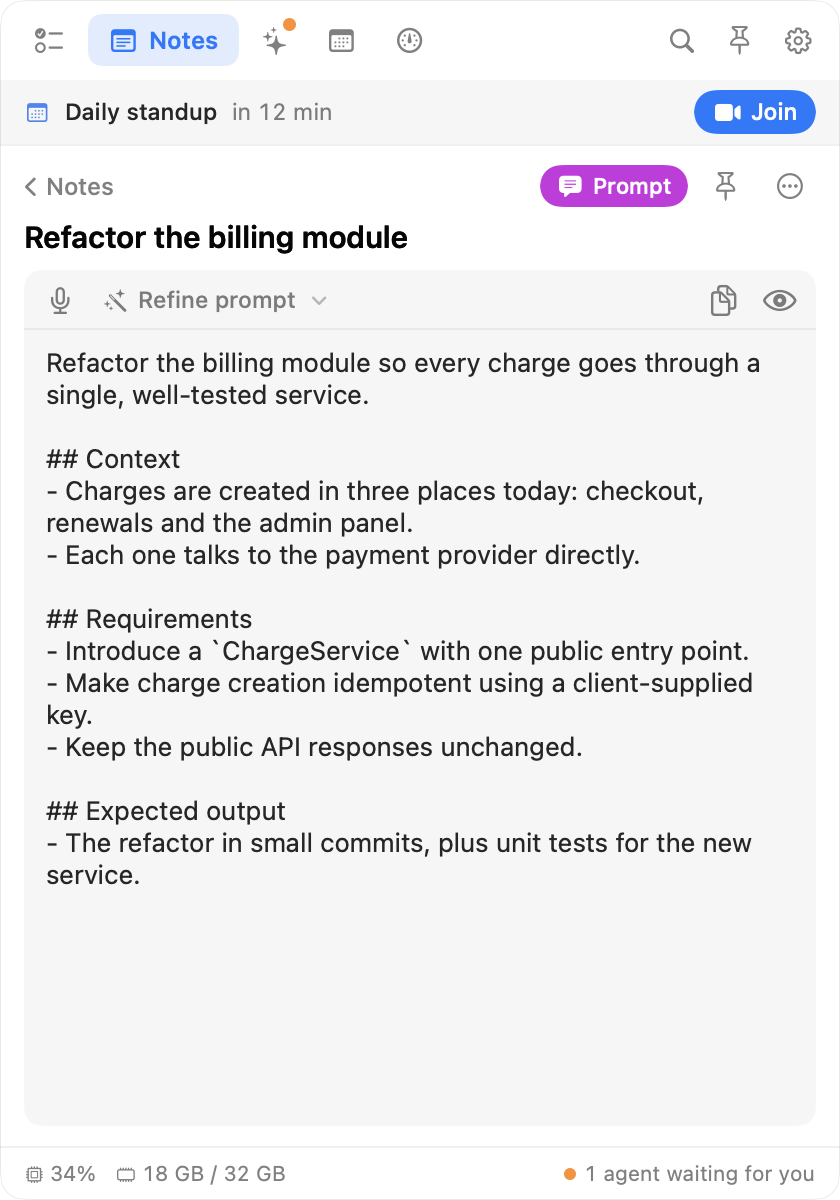 Notes
Daily standup in 12 min
Join
Notes
Prompt
Refactor the billing module
Refine prompt
Refactor the billing module so every charge goes through a
single, well-tested service.
## Context
- Charges are created in three places today: checkout,
renewals and the admin panel.
- Each one talks to the payment provider directly.
## Requirements
- Introduce a `ChargeService` with one public entry point.
- Make charge creation idempotent using a client-supplied
key.
- Keep the public API responses unchanged.
## Expected output
- The refactor in small commits, plus unit tests for the new
service.
34% 18 GB / 32 GB
1 agent waiting for you